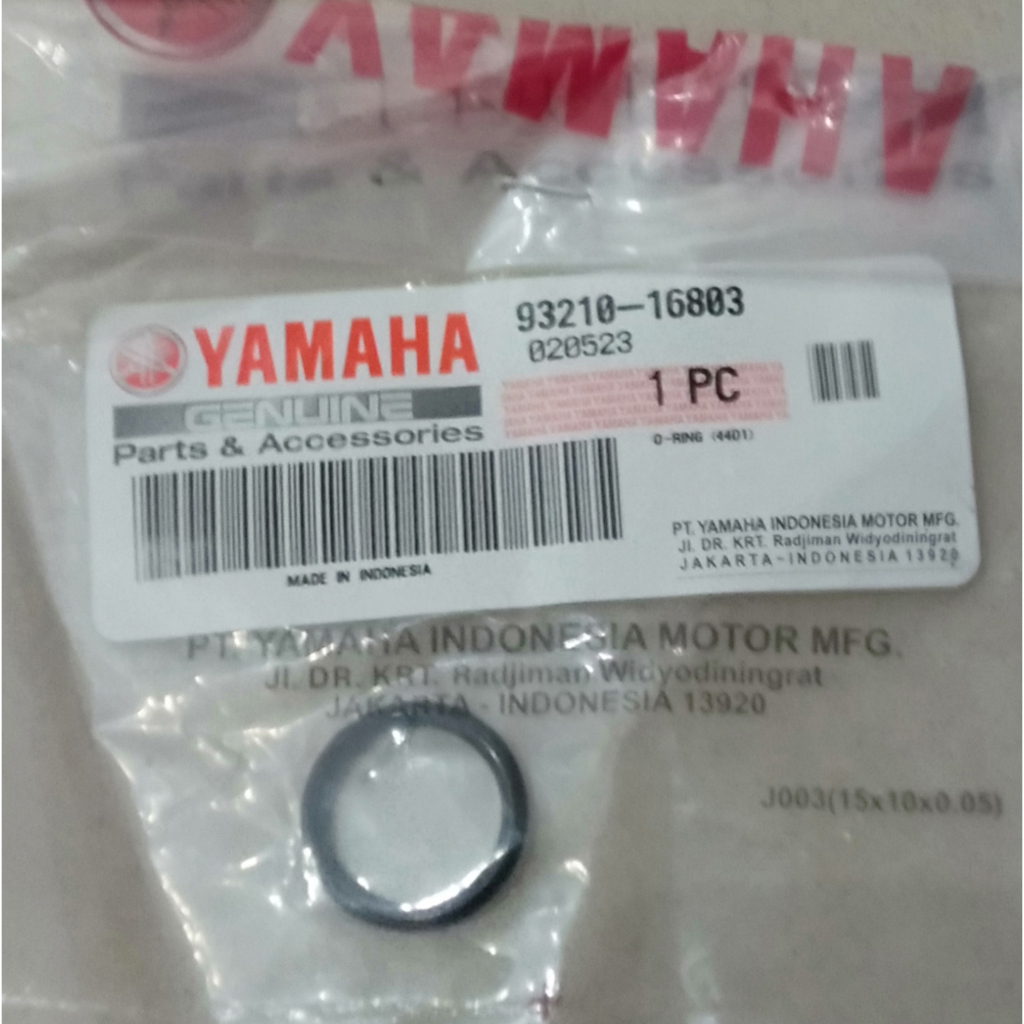 YAMAHA
Parts & Accessories
YAMAHA
GENUINE
Parts & Accessories
93210-16803
020523
1 PC
O-RING (44D1)
MADE IN INDONESIA
PT. YAMAHA INDONESIA MOTOR MFG.
Jl. DR. KRT. Radjiman Widyodiningrat
JAKARTA-INDONESIA 13920
PT. YAMAHA INDONESIA MOTOR MFG.
Jl. DR. KRT. Radjiman Widyodiningrat
JAKARTA - INDONESIA 13920
J003(15x10x0.05)